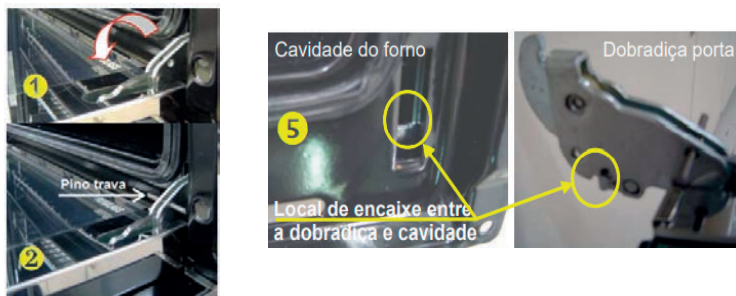 1
Pino trava
2
Cavidade do forno
5
Local de encaixe entre
a dobradiça e cavidade
Dobradiça porta